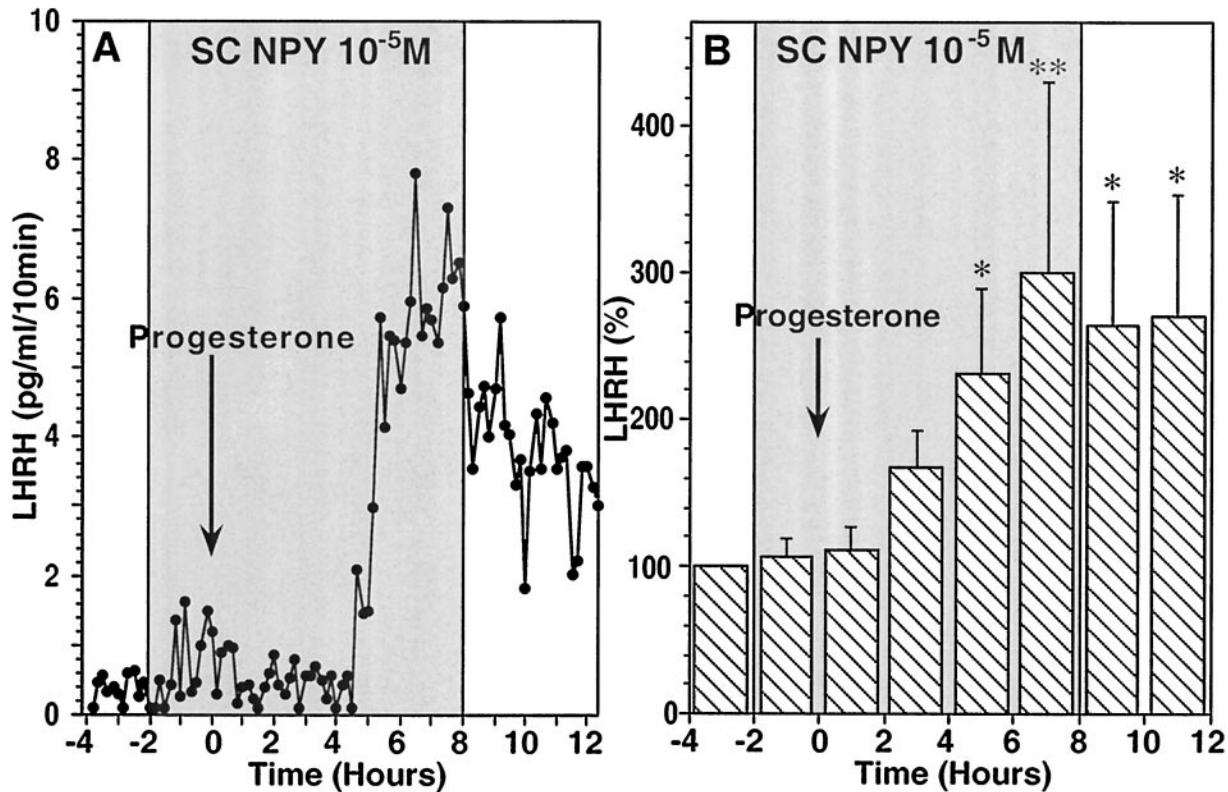 A
SC NPY 10⁻⁵M
Progesterone
LHRH (pg/ml/10min)
10
8
6
4
2
0
-4 -2 0 2 4 6 8 10 12
Time (Hours)
B
SC NPY 10⁻⁵M
**
*
*
*
Progesterone
LHRH (%)
400
300
200
100
0
-4 -2 0 2 4 6 8 10 12
Time (Hours)